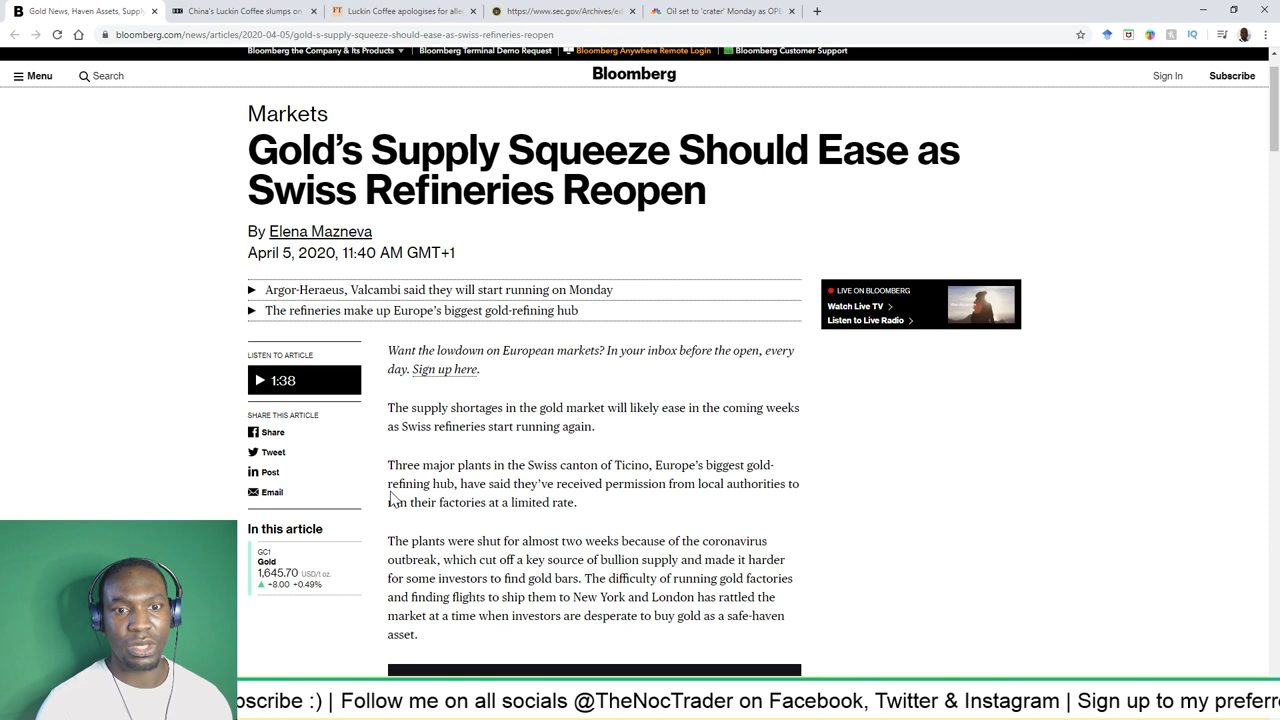 Gold News, Haven Assets, Supply
China's Luckin Coffee slumps on
Luckin Coffee apologises for alleg
https://www.sec.gov/Archives/ed
Oil set to 'crater' Monday as OPE
bloomberg.com/news/articles/2020-04-05/gold-s-supply-squeeze-should-ease-as-swiss-refineries-reopen
Bloomberg the Company & Its Products
Bloomberg Terminal Demo Request
Bloomberg Anywhere Remote Login
Bloomberg Customer Support
Menu
Search
Bloomberg
Sign In
Subscribe
Markets
Gold's Supply Squeeze Should Ease as
Swiss Refineries Reopen
By Elena Mazneva
April 5, 2020, 11:40 AM GMT+1
Argor-Heraeus, Valcambi said they will start running on Monday
The refineries make up Europe's biggest gold-refining hub
LIVE ON BLOOMBERG
Watch Live TV
Listen to Live Radio
LISTEN TO ARTICLE
1:38
SHARE THIS ARTICLE
Share
Tweet
Post
Email
In this article
GC1
Gold
1,645.70 USD/t oz.
+8.00 +0.49%
Want the lowdown on European markets? In your inbox before the open, every
day. Sign up here.
The supply shortages in the gold market will likely ease in the coming weeks
as Swiss refineries start running again.
Three major plants in the Swiss canton of Ticino, Europe's biggest gold-
refining hub, have said they've received permission from local authorities to
run their factories at a limited rate.
The plants were shut for almost two weeks because of the coronavirus
outbreak, which cut off a key source of bullion supply and made it harder
for some investors to find gold bars. The difficulty of running gold factories
and finding flights to ship them to New York and London has rattled the
market at a time when investors are desperate to buy gold as a safe-haven
asset.
bscribe :) | Follow me on all socials @TheNocTrader on Facebook, Twitter & Instagram | Sign up to my preferr